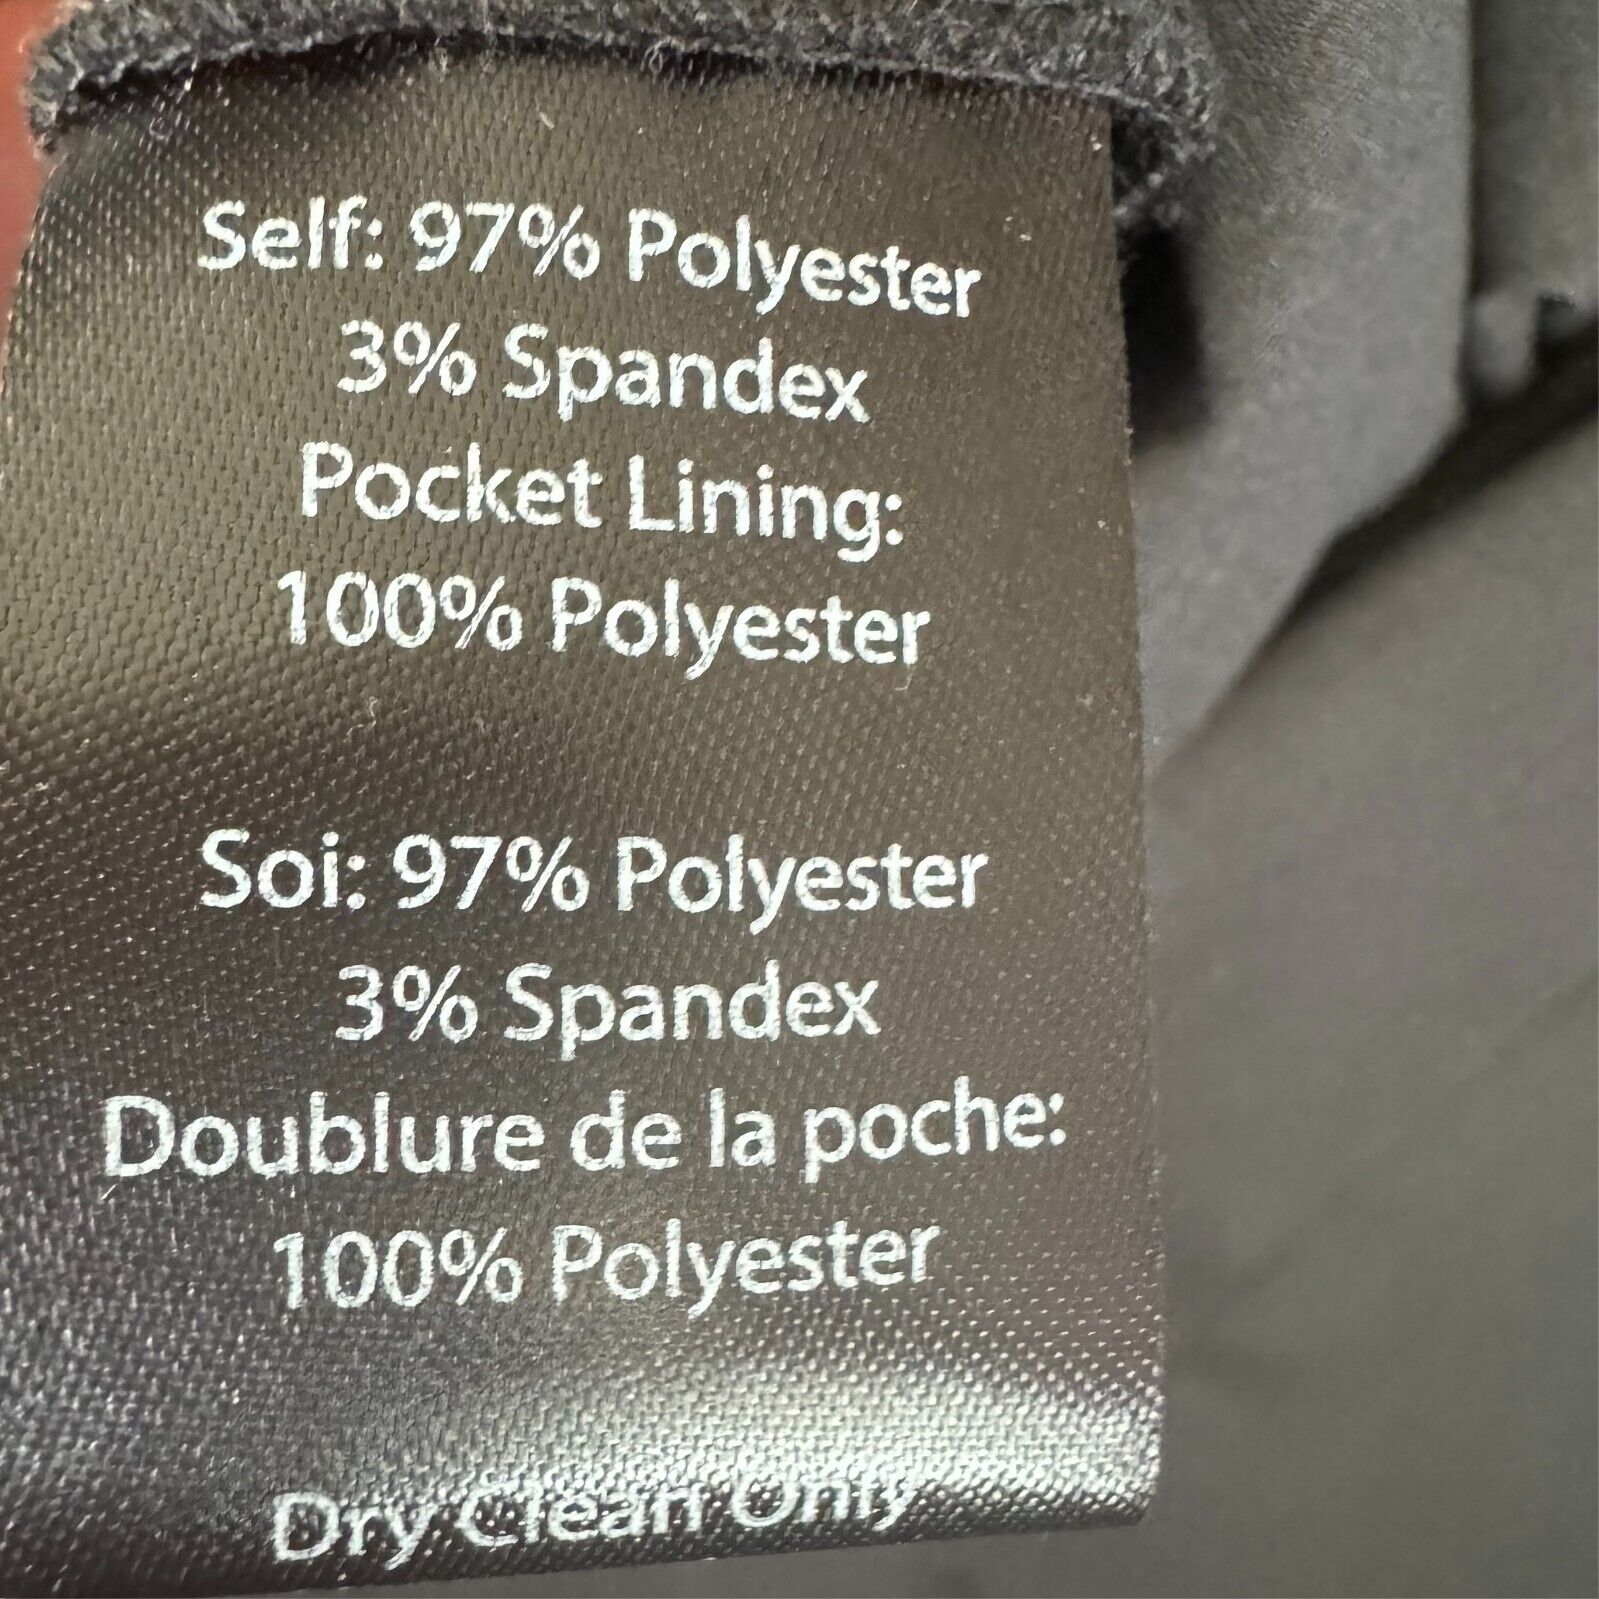 Self: 97% Polyester
3% Spandex
Pocket Lining:
100% Polyester
Soi: 97% Polyester
3% Spandex
Doublure de la poche:
100% Polyester
Dry Clean Only